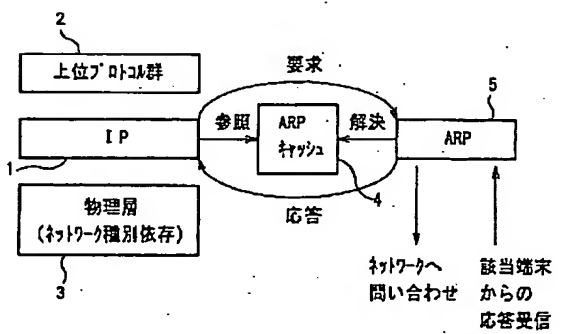 2
上位プロトコル群
要求
5
IP
参照
ARP
キャッシュ
解決
ARP
1
4
応答
物理層
(ネットワーク種別依存)
3
ネットワークへ
問い合わせ
該当端末
からの
応答受信